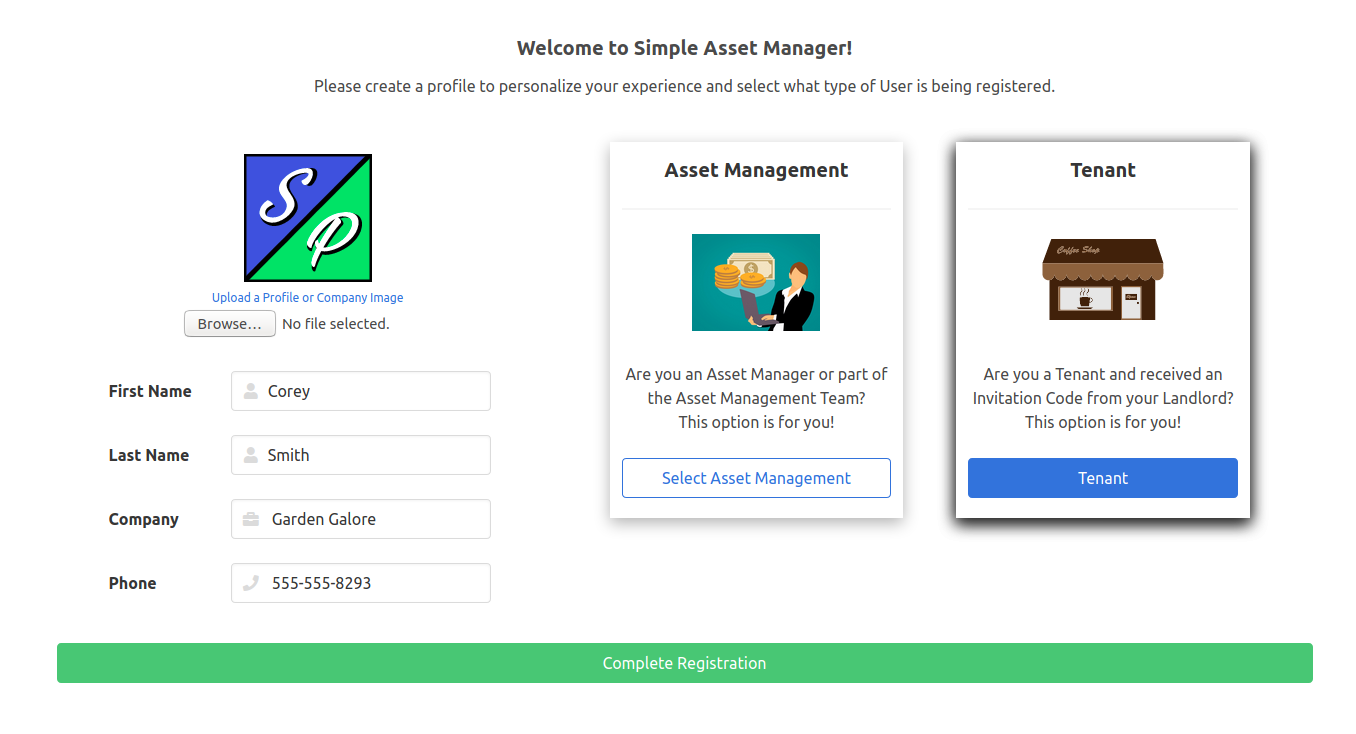 Welcome to Simple Asset Manager!
Please create a profile to personalize your experience and select what type of User is being registered.
S
P
Upload a Profile or Company Image
Browse... No file selected.
First Name Corey
Last Name Smith
Company Garden Galore
Phone 555-555-8293
Asset Management
$
Are you an Asset Manager or part of
the Asset Management Team?
This option is for you!
Select Asset Management
Tenant
Coffee Shop
Are you a Tenant and received an
Invitation Code from your Landlord?
This option is for you!
Tenant
Complete Registration